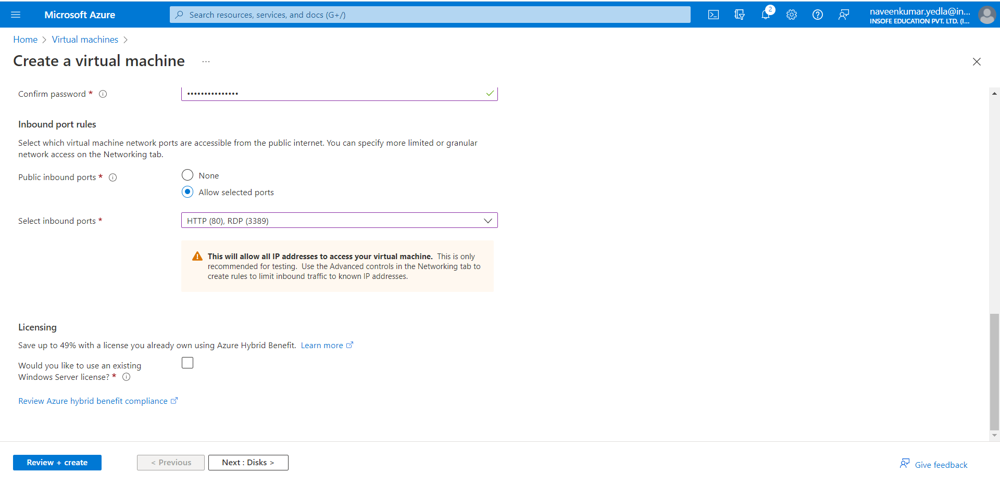 Microsoft Azure
Search resources, services, and docs (G+/)
2
naveenkumar.yedla@in...
INSOFE EDUCATION PVT. LTD. (I...
Home > Virtual machines >
Create a virtual machine ...
Confirm password *
•••••••••••••••
Inbound port rules
Select which virtual machine network ports are accessible from the public internet. You can specify more limited or granular
network access on the Networking tab.
Public inbound ports *
None
Allow selected ports
Select inbound ports *
HTTP (80), RDP (3389)
This will allow all IP addresses to access your virtual machine. This is only
recommended for testing. Use the Advanced controls in the Networking tab to
create rules to limit inbound traffic to known IP addresses.
Licensing
Save up to 49% with a license you already own using Azure Hybrid Benefit. Learn more
Would you like to use an existing
Windows Server license? *
Review Azure hybrid benefit compliance
Review + create
< Previous
Next : Disks >
Give feedback